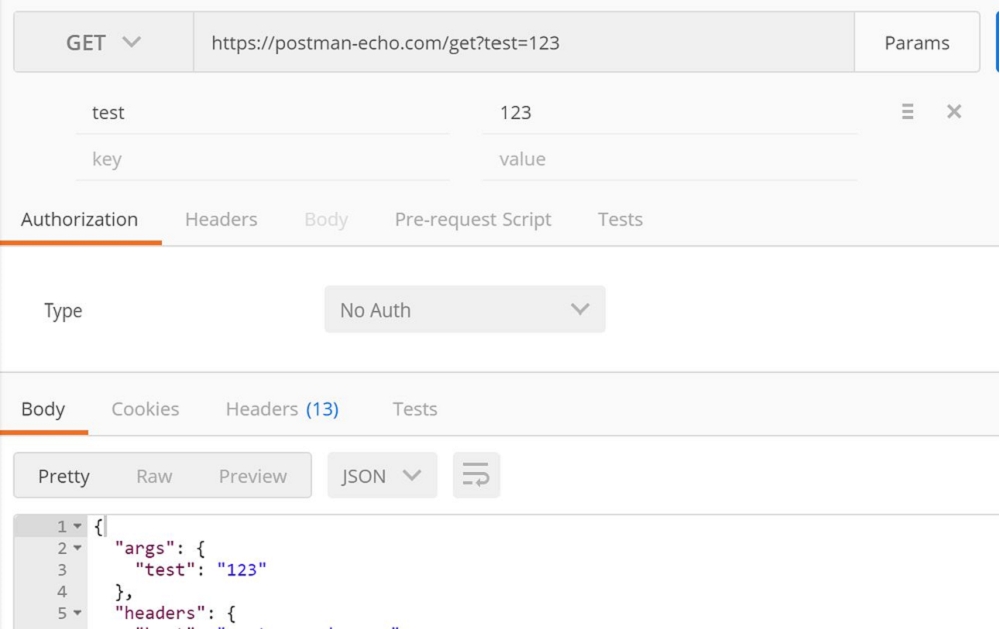 GET https://postman-echo.com/get?test=123 Params
test 123
key value
Authorization Headers Body Pre-request Script Tests
Type No Auth
Body Cookies Headers (13) Tests
Pretty Raw Preview JSON
1 {
2 "args": {
3 "test": "123"
4 },
5 "headers": {